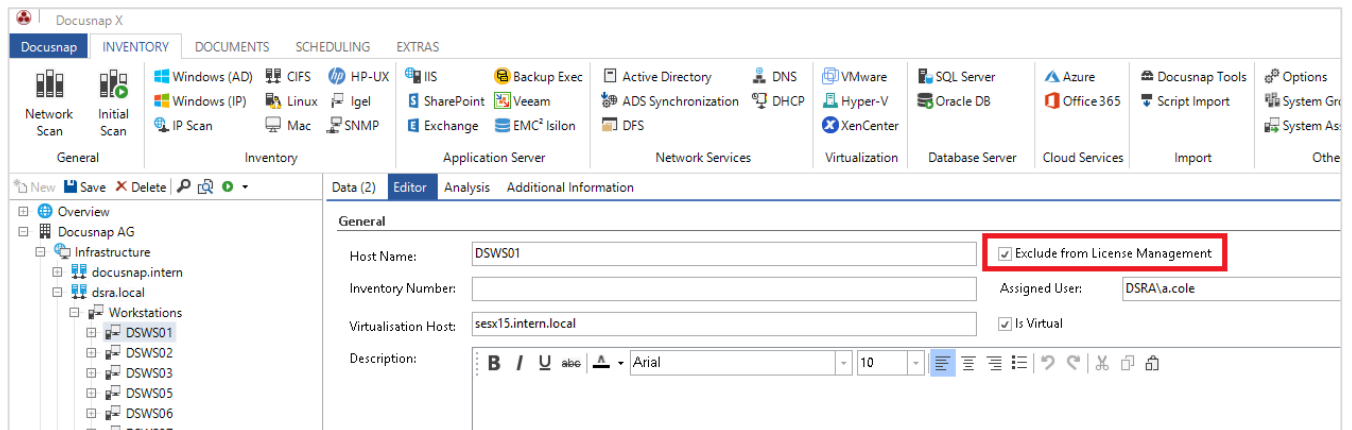 Docusnap X
Docusnap INVENTORY DOCUMENTS SCHEDULING EXTRAS
Windows (AD) CIFS HP-UX IIS Backup Exec Active Directory DNS VMware SQL Server Azure Docusnap Tools Options
Windows (IP) Linux Igel SharePoint Veeam ADS Synchronization DHCP Hyper-V Oracle DB Office 365 Script Import System Gr
Network Scan Initial Scan IP Scan Mac SNMP Exchange EMC² Isilon DFS XenCenter System As
General Inventory Application Server Network Services Virtualization Database Server Cloud Services Import Othe
New Save Delete Data (2) Editor Analysis Additional Information
Overview
General
Docusnap AG
Infrastructure
Host Name: DSWS01 Exclude from License Management
docusnap.intern
Inventory Number: Assigned User: DSRA\a.cole
dsra.local
Workstations
Virtualisation Host: sesx15.intern.local Is Virtual
DSWS01
DSWS02
Description: B I U abc A Arial 10
DSWS03
DSWS05
DSWS06